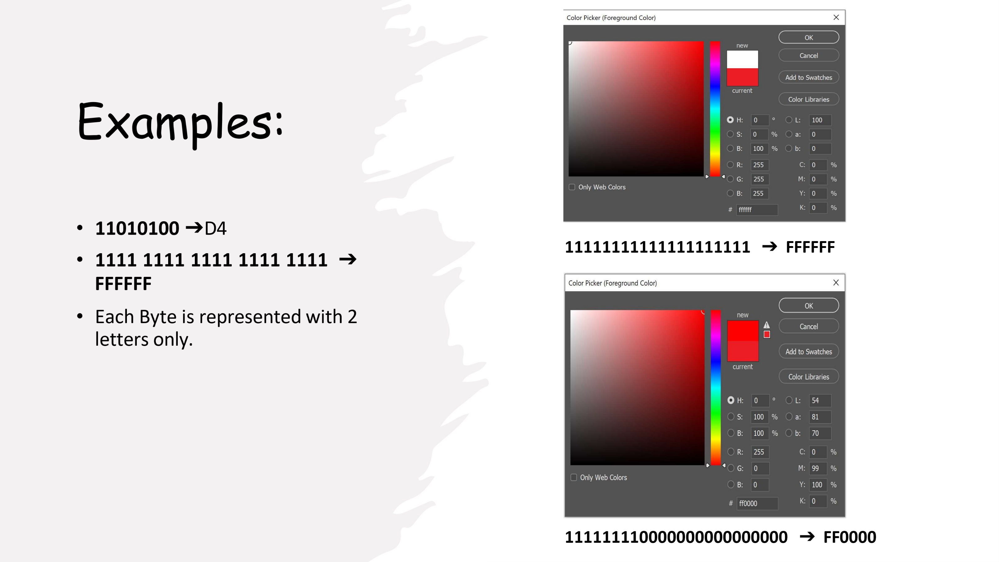 Examples:
• 11010100 ➔D4
• 1111 1111 1111 1111 1111 ➔
FFFFFF
• Each Byte is represented with 2
letters only.
Color Picker (Foreground Color)
OK
new
Cancel
Add to Swatches
current
Color Libraries
H: 0 ° L: 100
S: 0 % a: 0
B: 100 % b: 0
R: 255 C: 0 %
G: 255 M: 0 %
Only Web Colors
B: 255 Y: 0 %
# ffffff K: 0 %
11111111111111111111 ➔ FFFFFF
Color Picker (Foreground Color)
OK
new
Cancel
Add to Swatches
current
Color Libraries
H: 0 ° L: 54
S: 100 % a: 81
B: 100 % b: 70
R: 255 C: 0 %
G: 0 M: 99 %
Only Web Colors
B: 0 Y: 100 %
# ff0000 K: 0 %
111111110000000000000000 ➔ FF0000